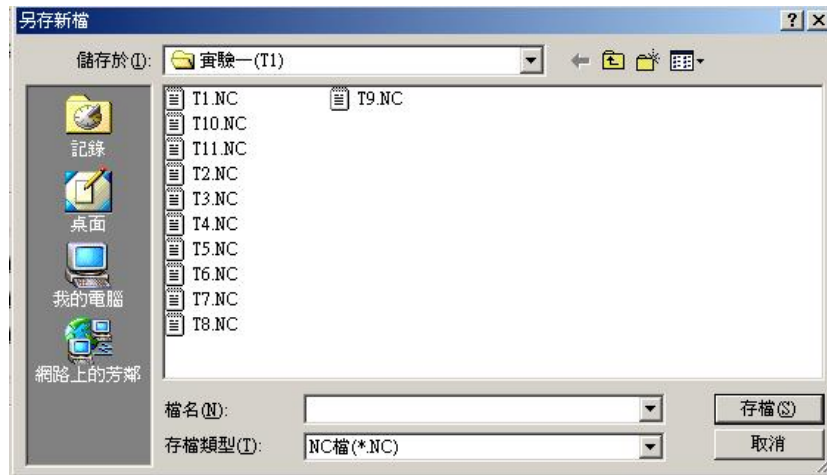 另存新檔
儲存於(I): 實驗一(T1)
T1.NC
T10.NC
T11.NC
T2.NC
T3.NC
T4.NC
T5.NC
T6.NC
T7.NC
T8.NC
T9.NC
記錄
桌面
我的電腦
網路上的芳鄰
檔名(N):
存檔(S)
存檔類型(T): NC檔(*.NC)
取消